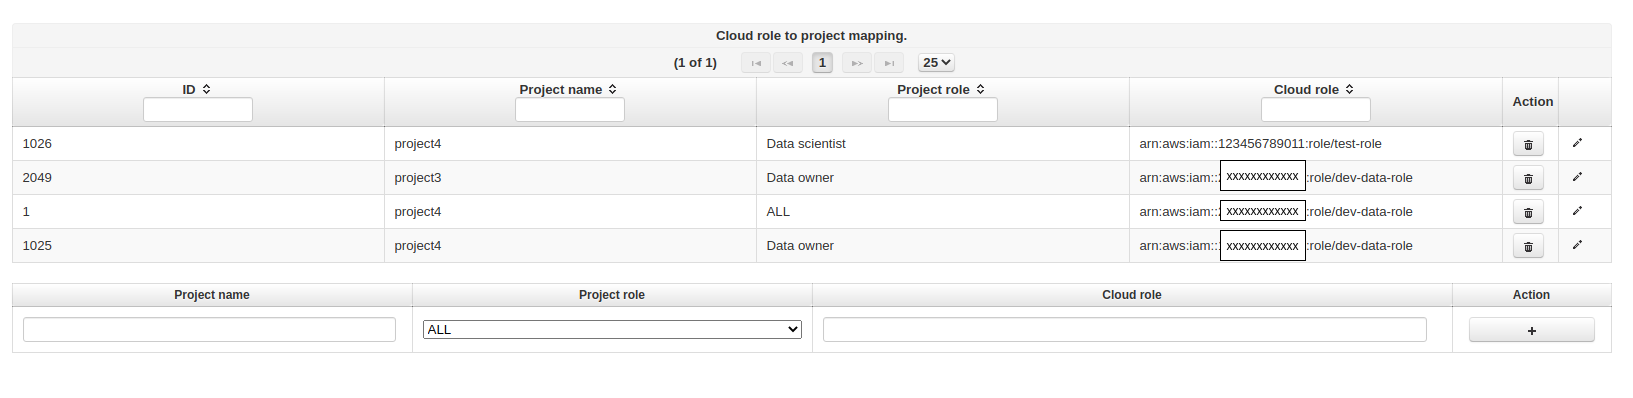 Cloud role to project mapping.
(1 of 1) 1 25
ID Project name Project role Cloud role Action
1026 project4 Data scientist arn:aws:iam::123456789011:role/test-role
2049 project3 Data owner arn:aws:iam:: xxxxxxxxxxxx :role/dev-data-role
1 project4 ALL arn:aws:iam:: xxxxxxxxxxxx :role/dev-data-role
1025 project4 Data owner arn:aws:iam:: xxxxxxxxxxxx :role/dev-data-role
Project name Project role Cloud role Action
ALL +